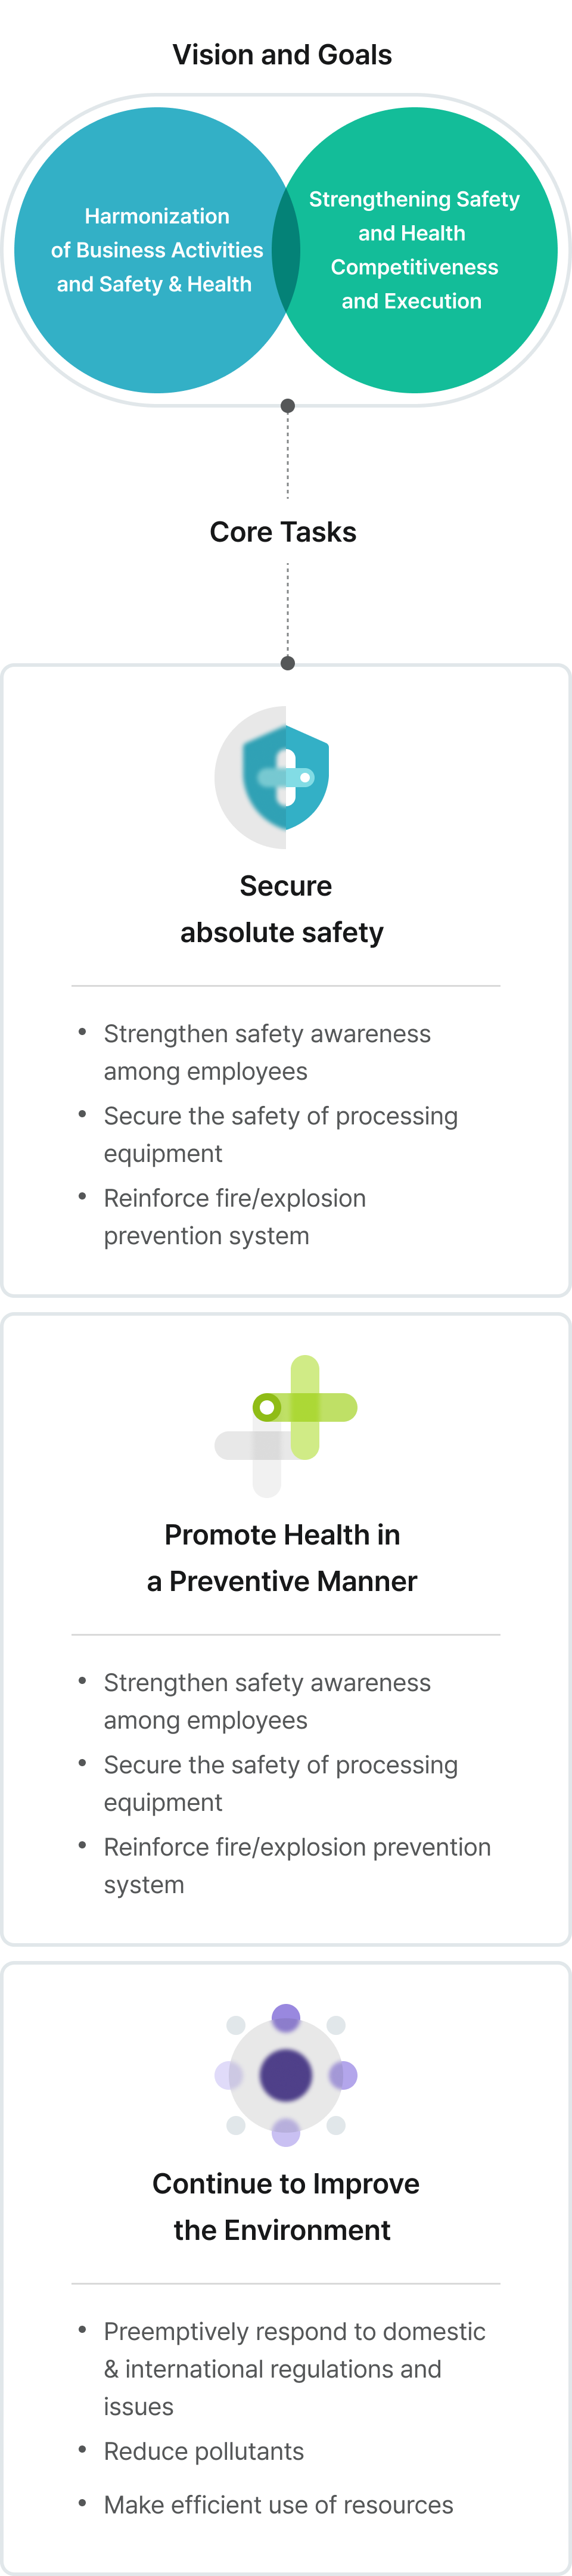 Vision and Goals
Harmonization
of Business Activities
and Safety & Health
Strengthening Safety
and Health
Competitiveness
and Execution
Core Tasks
Secure
absolute safety
• Strengthen safety awareness
among employees
• Secure the safety of processing
equipment
• Reinforce fire/explosion
prevention system
Promote Health in
a Preventive Manner
• Strengthen safety awareness
among employees
• Secure the safety of processing
equipment
• Reinforce fire/explosion prevention
system
Continue to Improve
the Environment
• Preemptively respond to domestic
& international regulations and
issues
• Reduce pollutants
• Make efficient use of resources